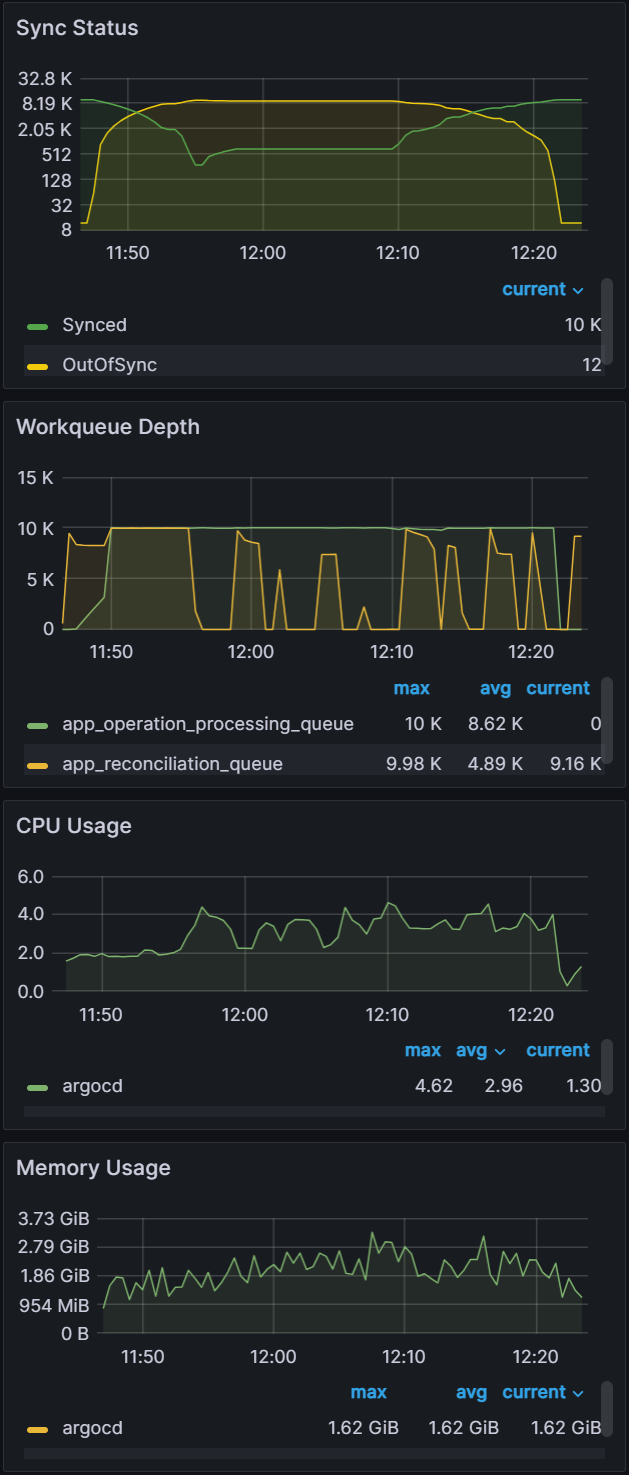 Sync Status
32.8 K
8.19 K
2.05 K
512
128
32
8
11:50 12:00 12:10 12:20
current
Synced 10 K
OutOfSync 12
Workqueue Depth
15 K
10 K
5 K
0
11:50 12:00 12:10 12:20
max avg current
app_operation_processing_queue 10 K 8.62 K 0
app_reconciliation_queue 9.98 K 4.89 K 9.16 K
CPU Usage
6.0
4.0
2.0
0.0
11:50 12:00 12:10 12:20
max avg current
argocd 4.62 2.96 1.30
Memory Usage
3.73 GiB
2.79 GiB
1.86 GiB
954 MiB
0 B
11:50 12:00 12:10 12:20
max avg current
argocd 1.62 GiB 1.62 GiB 1.62 GiB